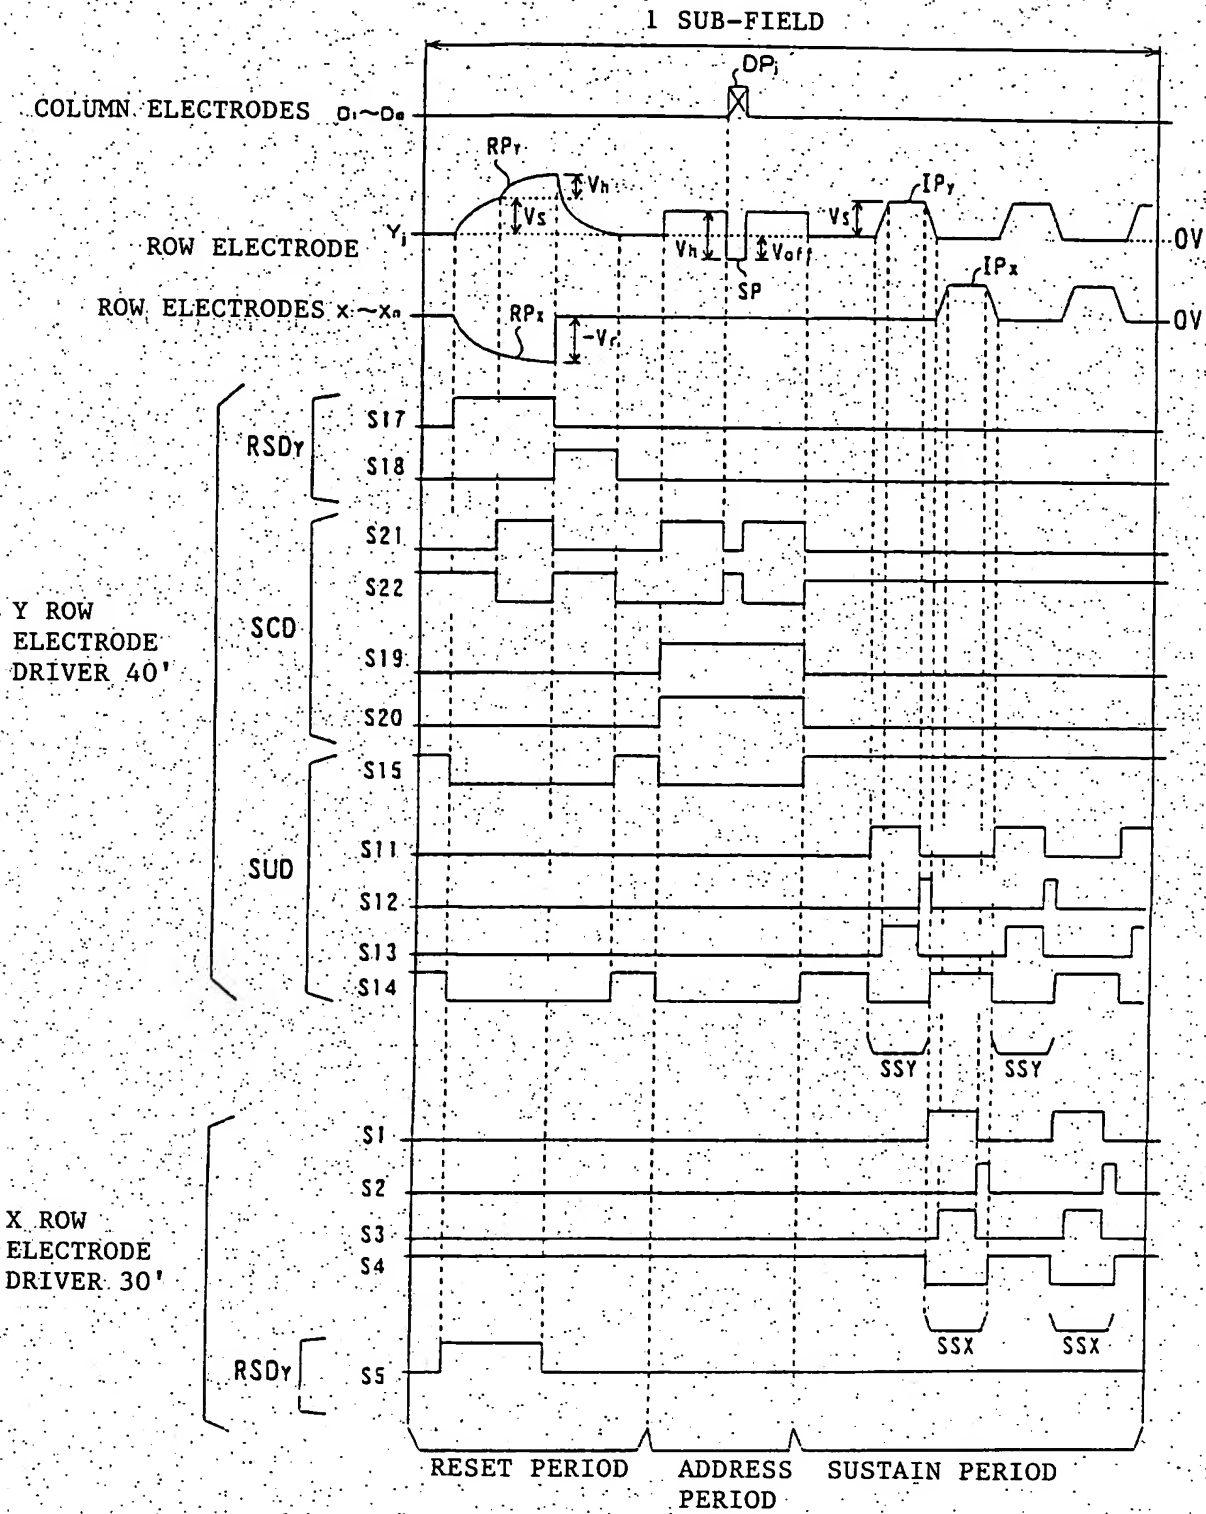 1 SUB-FIELD
DPj
COLUMN ELECTRODES D1~Dm
RPY
Vh
IPY
VS
VS
ROW ELECTRODE Yj
Vh
Voff
0V
SP
IPX
ROW ELECTRODES X1~Xn
RPX
-Vr
0V
S17
RSDY
S18
S21
S22
Y ROW
ELECTRODE
DRIVER 40'
SCD
S19
S20
S15
S11
SUD
S12
S13
S14
SSY
SSY
S1
S2
X ROW
ELECTRODE
DRIVER 30'
S3
S4
SSX
SSX
RSDY
S5
RESET PERIOD
ADDRESS
PERIOD
SUSTAIN PERIOD